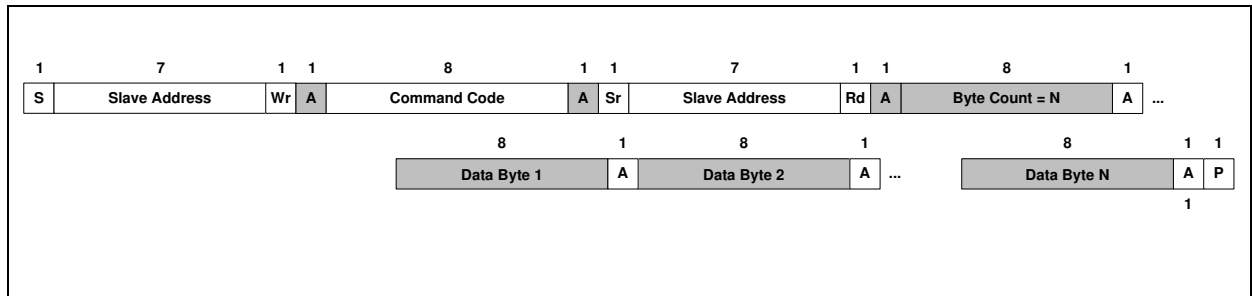 1 7 1 1 8 1 1 7 1 1 8 1
S Slave Address Wr A Command Code A Sr Slave Address Rd A Byte Count = N A ...
8 1 8 1 8 1 1
Data Byte 1 A Data Byte 2 A ... Data Byte N A P
1